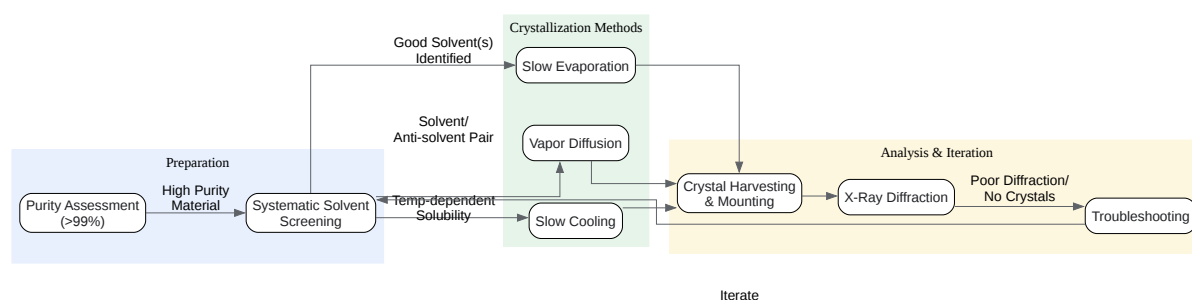 Crystallization Methods
Good Solvent(s)
Identified
Slow Evaporation
Solvent/
Anti-solvent Pair
Vapor Diffusion
Preparation
Analysis & Iteration
Purity Assessment
(>99%)
High Purity
Material
Systematic Solvent
Screening
Temp-dependent
Solubility
Slow Cooling
Crystal Harvesting
& Mounting
X-Ray Diffraction
Poor Diffraction/
No Crystals
Troubleshooting
Iterate